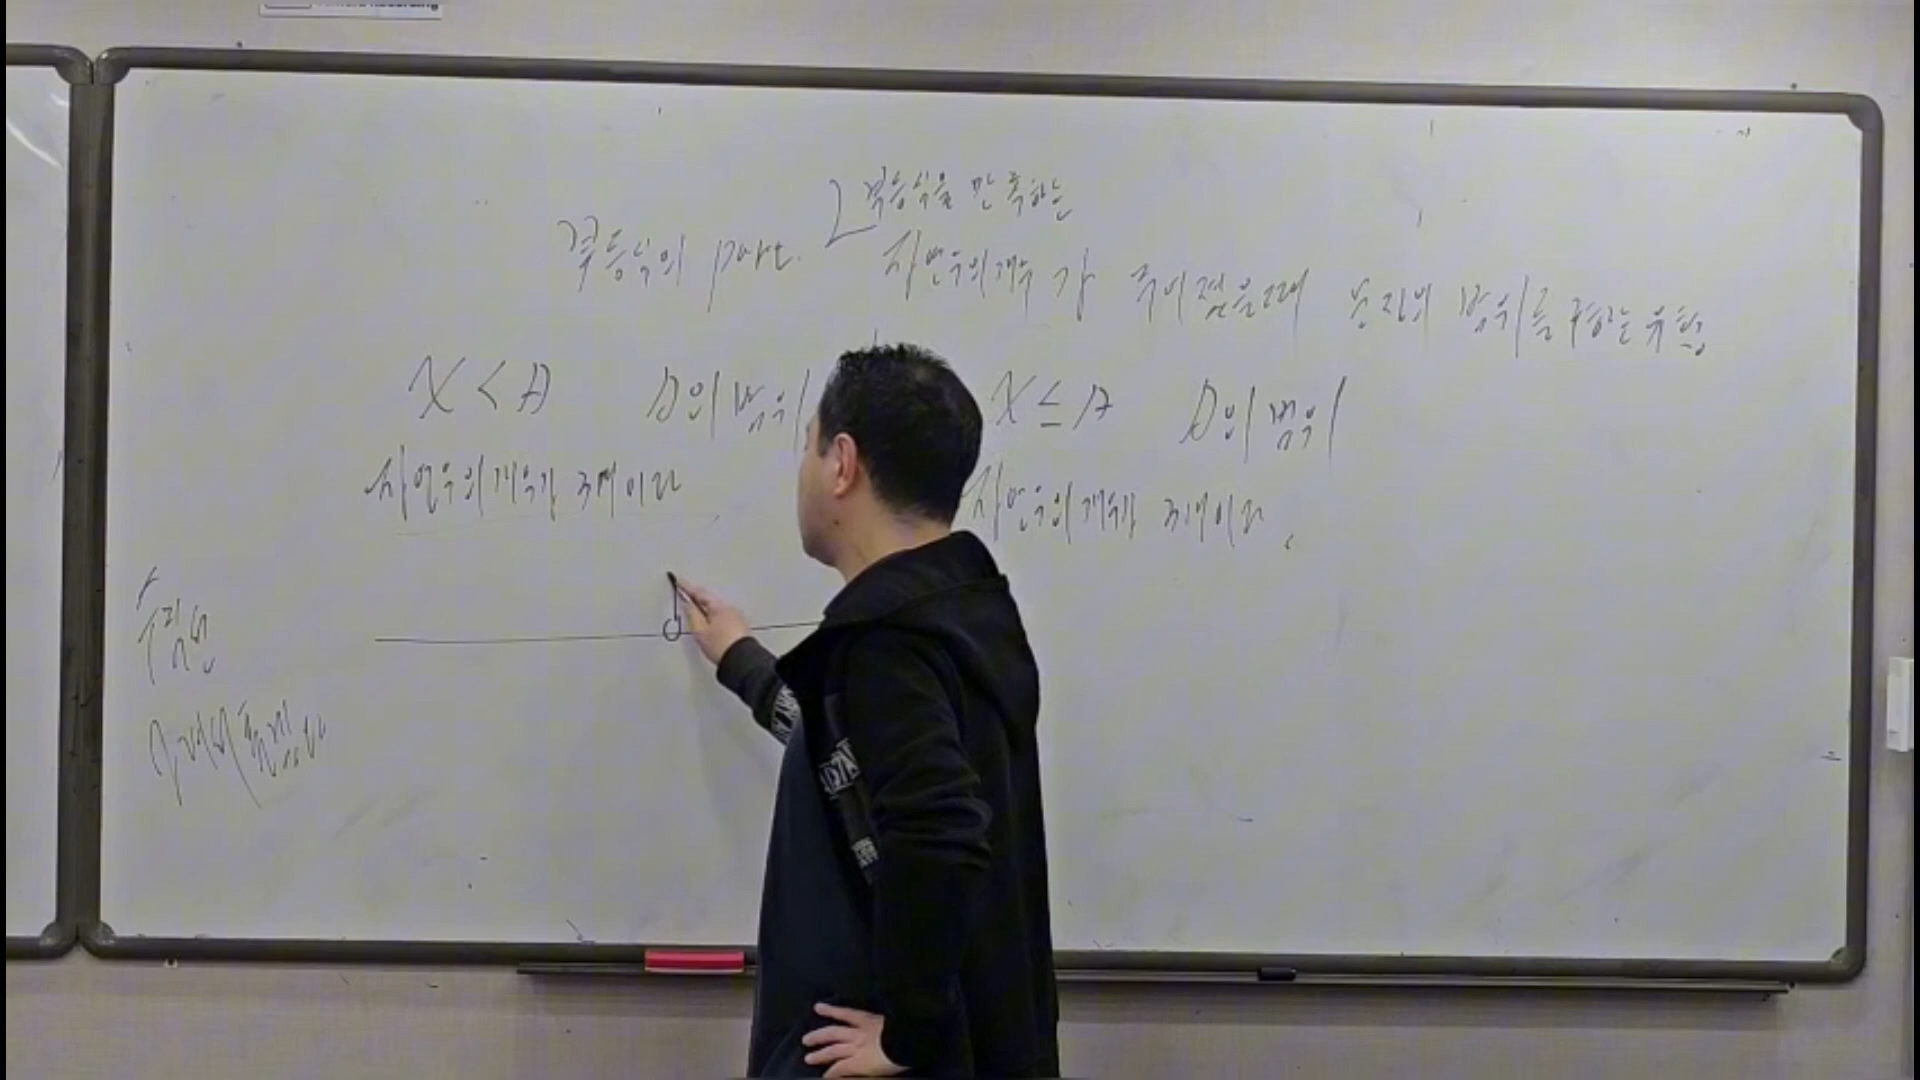 부등식을 만족하는
부등식의 part. 자연수의 개수가 주어졌을때 문자의 범위를 구하는 유형
X < A A의 범위 X ≤ A A의 범위
자연수의 개수가 3개이다 자연수의 개수가 3개이다.